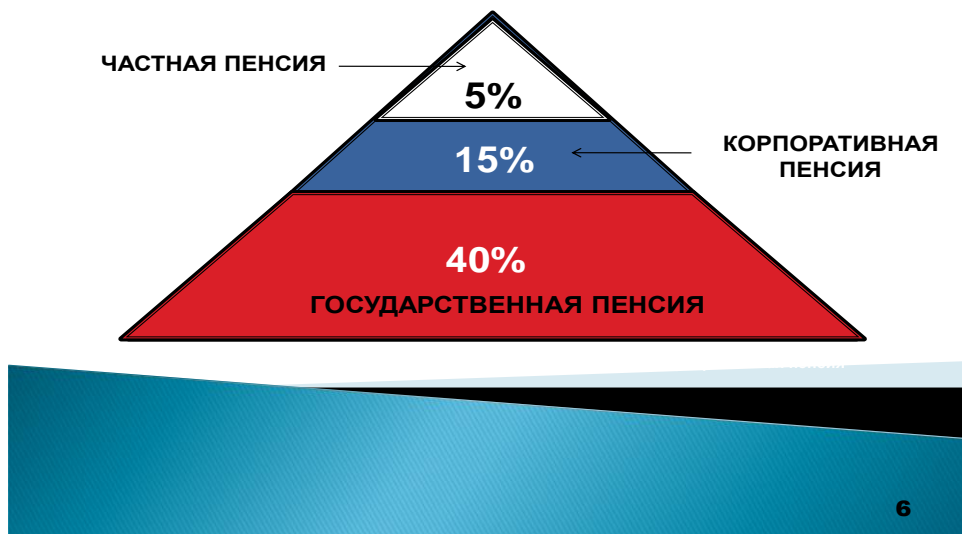 ЧАСТНАЯ ПЕНСИЯ
5%
15%
КОРПОРАТИВНАЯ
ПЕНСИЯ
40%
ГОСУДАРСТВЕННАЯ ПЕНСИЯ
6